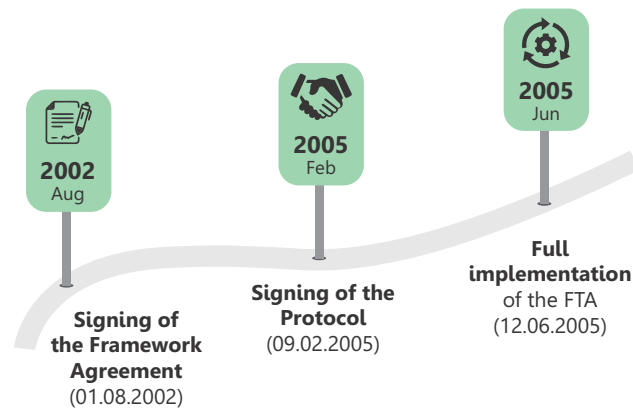 2002
Aug
Signing of
the Framework
Agreement
(01.08.2002)
2005
Feb
Signing of the
Protocol
(09.02.2005)
2005
Jun
Full
implementation
of the FTA
(12.06.2005)